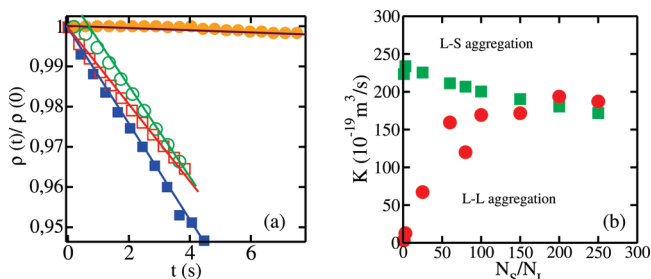 1
0,99
0,98
0,97
0,96
0,95
ρ (t)/ ρ (0)
0 2 4 6
t (s)
(a)
300
250
200
150
100
50
0
K (10⁻¹⁹ m³/s)
L-S aggregation
L-L aggregation
(b)
0 50 100 150 200 250 300
N_S/N_L